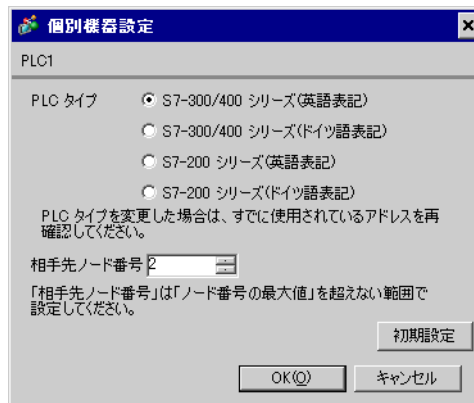 個別機器設定
PLC1
PLC タイプ
S7-300/400 シリーズ(英語表記)
S7-300/400 シリーズ(ドイツ語表記)
S7-200 シリーズ(英語表記)
S7-200 シリーズ(ドイツ語表記)
PLC タイプを変更した場合は、すでに使用されているアドレスを再
確認してください。
相手先ノード番号 2
「相手先ノード番号」は「ノード番号の最大値」を超えない範囲で
設定してください。
初期設定
OK(O) キャンセル